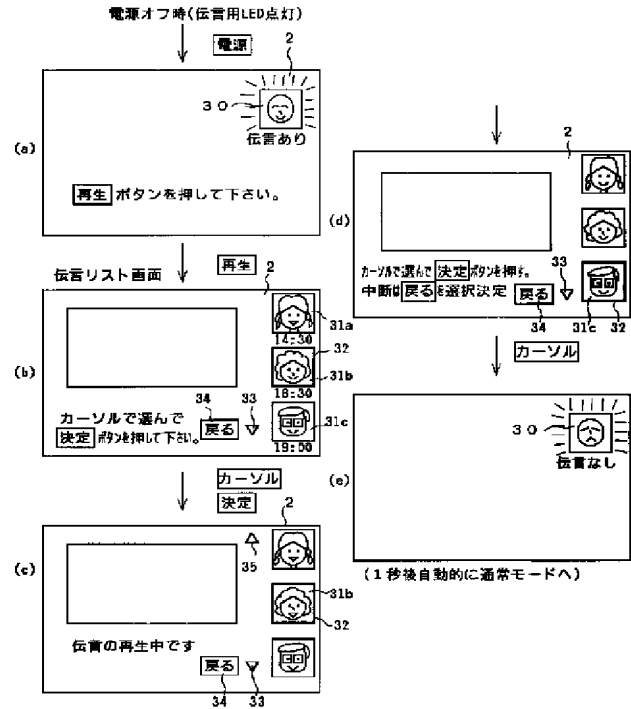 電源オフ時(伝言用LED点灯)
電源
2
30
伝言あり
(a)
再生 ボタンを押して下さい。
再生
伝言リスト画面
2
31a
14:30
32
31b
18:30
(b)
34
33
カーソルで選んで
決定 ボタンを押して下さい。
戻る
31c
19:00
カーソル
決定
2
(c)
35
31b
32
伝言の再生中です
戻る
34
33
2
(d)
カーソルで選んで 決定 ボタンを押す。
33
中断は 戻る を選択決定
戻る
34
31c
32
カーソル
30
伝言なし
(e)
(1秒後自動的に通常モードへ)